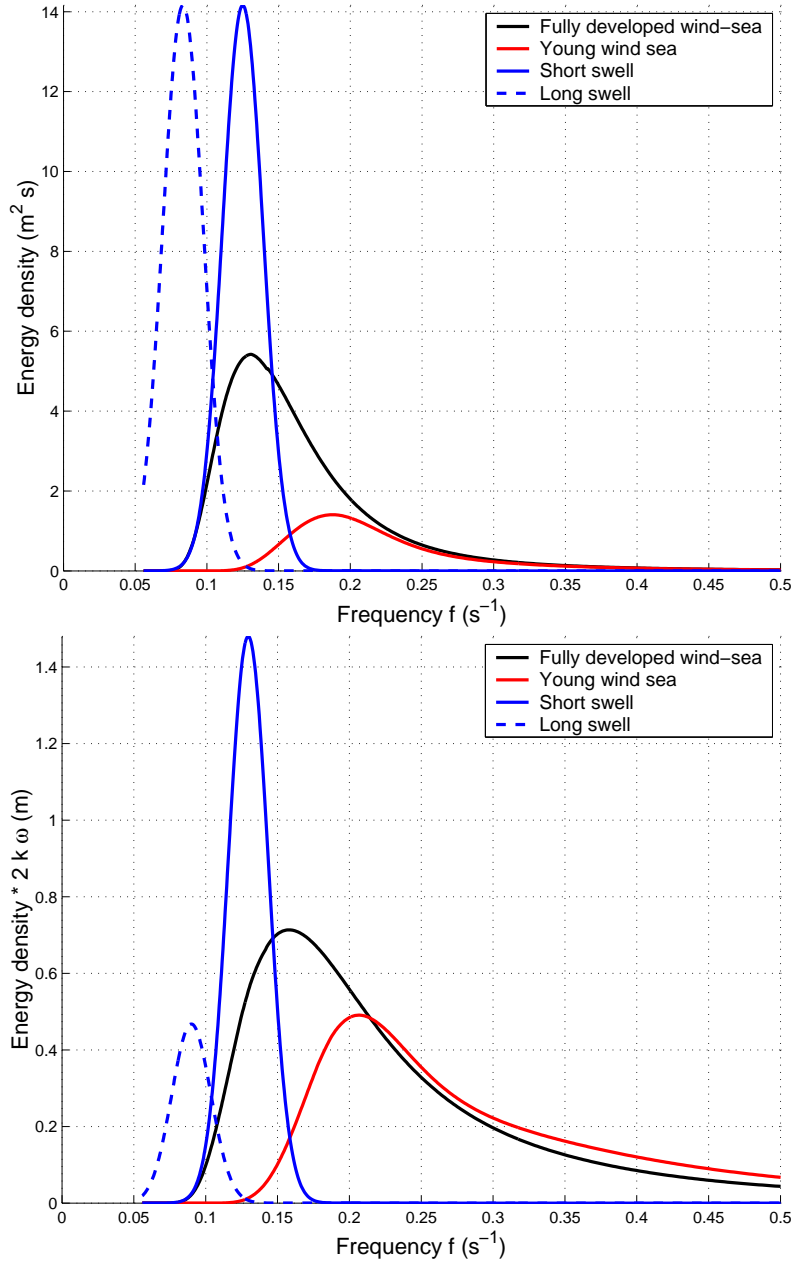 14
12
10
8
6
4
2
0
Energy density (m² s)
Fully developed wind−sea
Young wind sea
Short swell
Long swell
0 0.05 0.1 0.15 0.2 0.25 0.3 0.35 0.4 0.45 0.5
Frequency f (s⁻¹)
1.4
1.2
1
0.8
0.6
0.4
0.2
0
Energy density * 2 k ω (m)
Fully developed wind−sea
Young wind sea
Short swell
Long swell
0 0.05 0.1 0.15 0.2 0.25 0.3 0.35 0.4 0.45 0.5
Frequency f (s⁻¹)